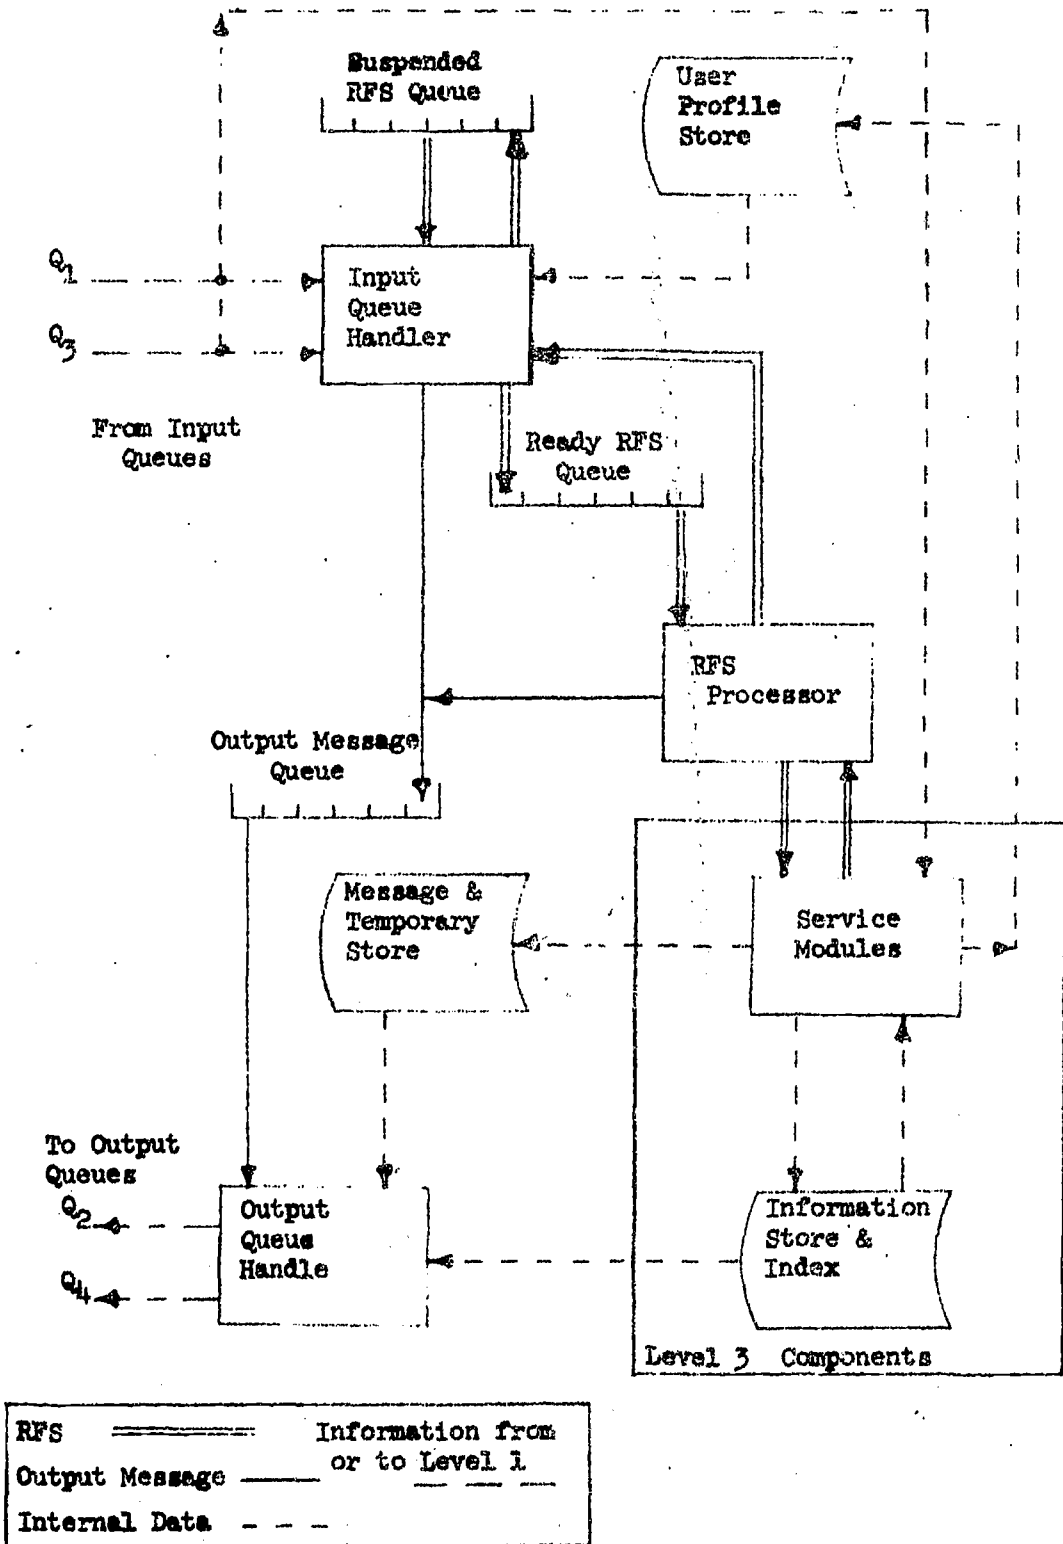 Suspended
RFS Queue
User
Profile
Store
Q1
Q3
Input
Queue
Handler
From Input
Queues
Ready RFS
Queue
RFS
Processor
Output Message
Queue
Message &
Temporary
Store
Service
Modules
To Output
Queues
Q2
Q4
Output
Queue
Handle
Information
Store &
Index
Level 3 Components
RFS
Information from
or to Level 1
Output Message
Internal Data